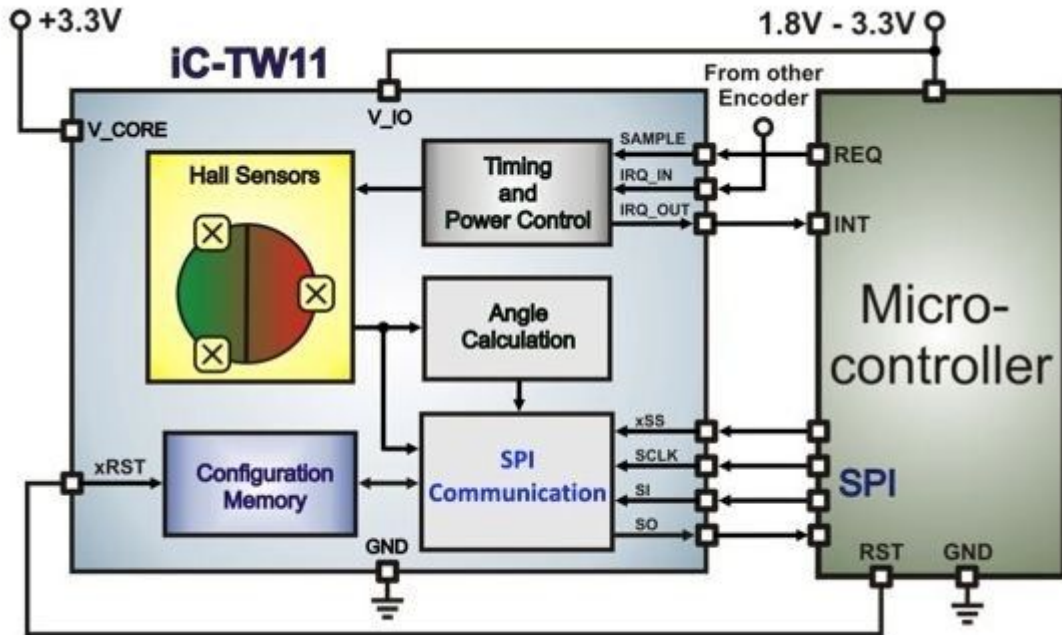 +3.3V
1.8V - 3.3V
iC-TW11
From other
Encoder
V_CORE
V_IO
Hall Sensors
Timing
and
Power Control
SAMPLE
IRQ_IN
IRQ_OUT
REQ
INT
Angle
Calculation
Micro-
controller
xRST
Configuration
Memory
SPI
Communication
xSS
SCLK
SI
SO
SPI
GND
RST
GND